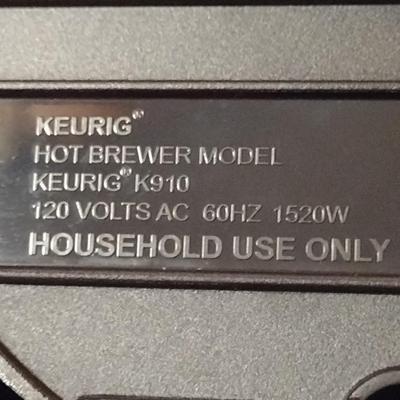 KEURIG®
HOT BREWER MODEL
KEURIG® K910
120 VOLTS AC 60HZ 1520W
HOUSEHOLD USE ONLY